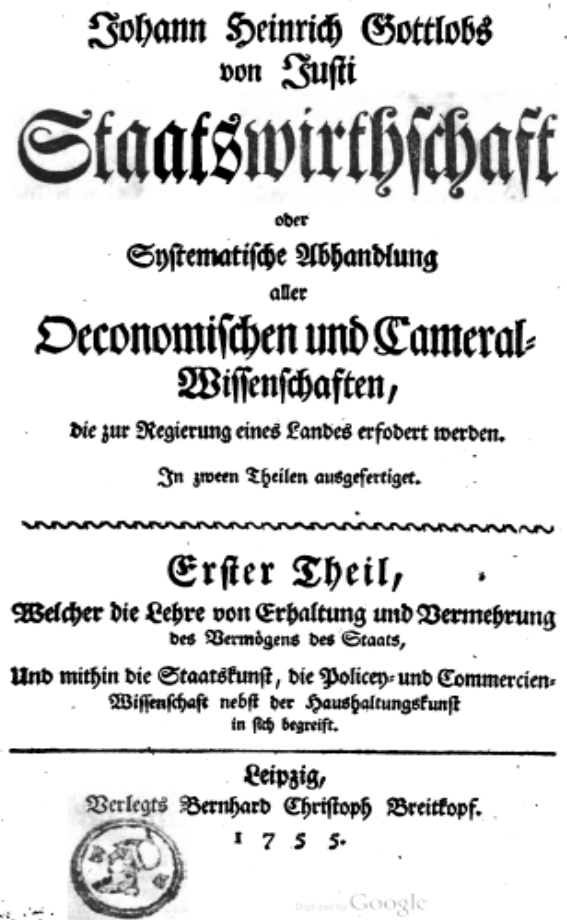 Johann Heinrich Gottlobs
von Justi
Staatswirthschaft
oder
Systematische Abhandlung
aller
Oeconomischen und Cameral-
Wissenschaften,
die zur Regierung eines Landes erfodert werden.
In zween Theilen ausgefertiget.
Erster Theil,
Welcher die Lehre von Erhaltung und Vermehrung
des Vermögens des Staats,
Und mithin die Staatskunst, die Policey- und Commercien-
Wissenschaft nebst der Haushaltungskunst
in sich begreift.
Leipzig,
Verlegts Bernhard Christoph Breitkopf.
1755.
Digitized by Google